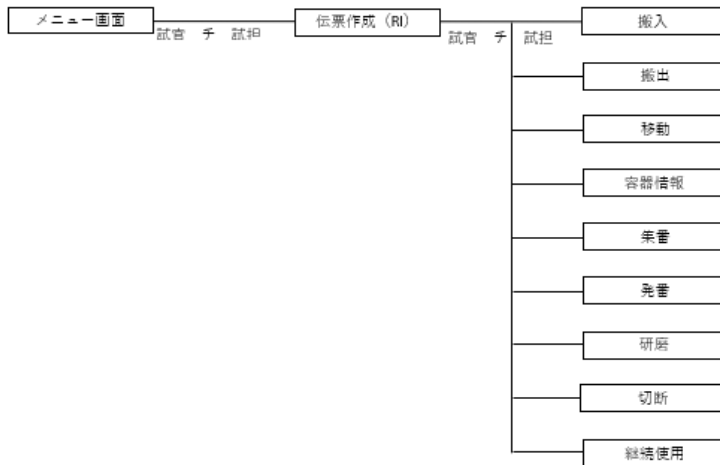 メニュー画面
試官 チ 試担
伝票作成（RI）
試官 チ 試担
搬入
搬出
移動
容器情報
集番
発番
研磨
切断
継続使用